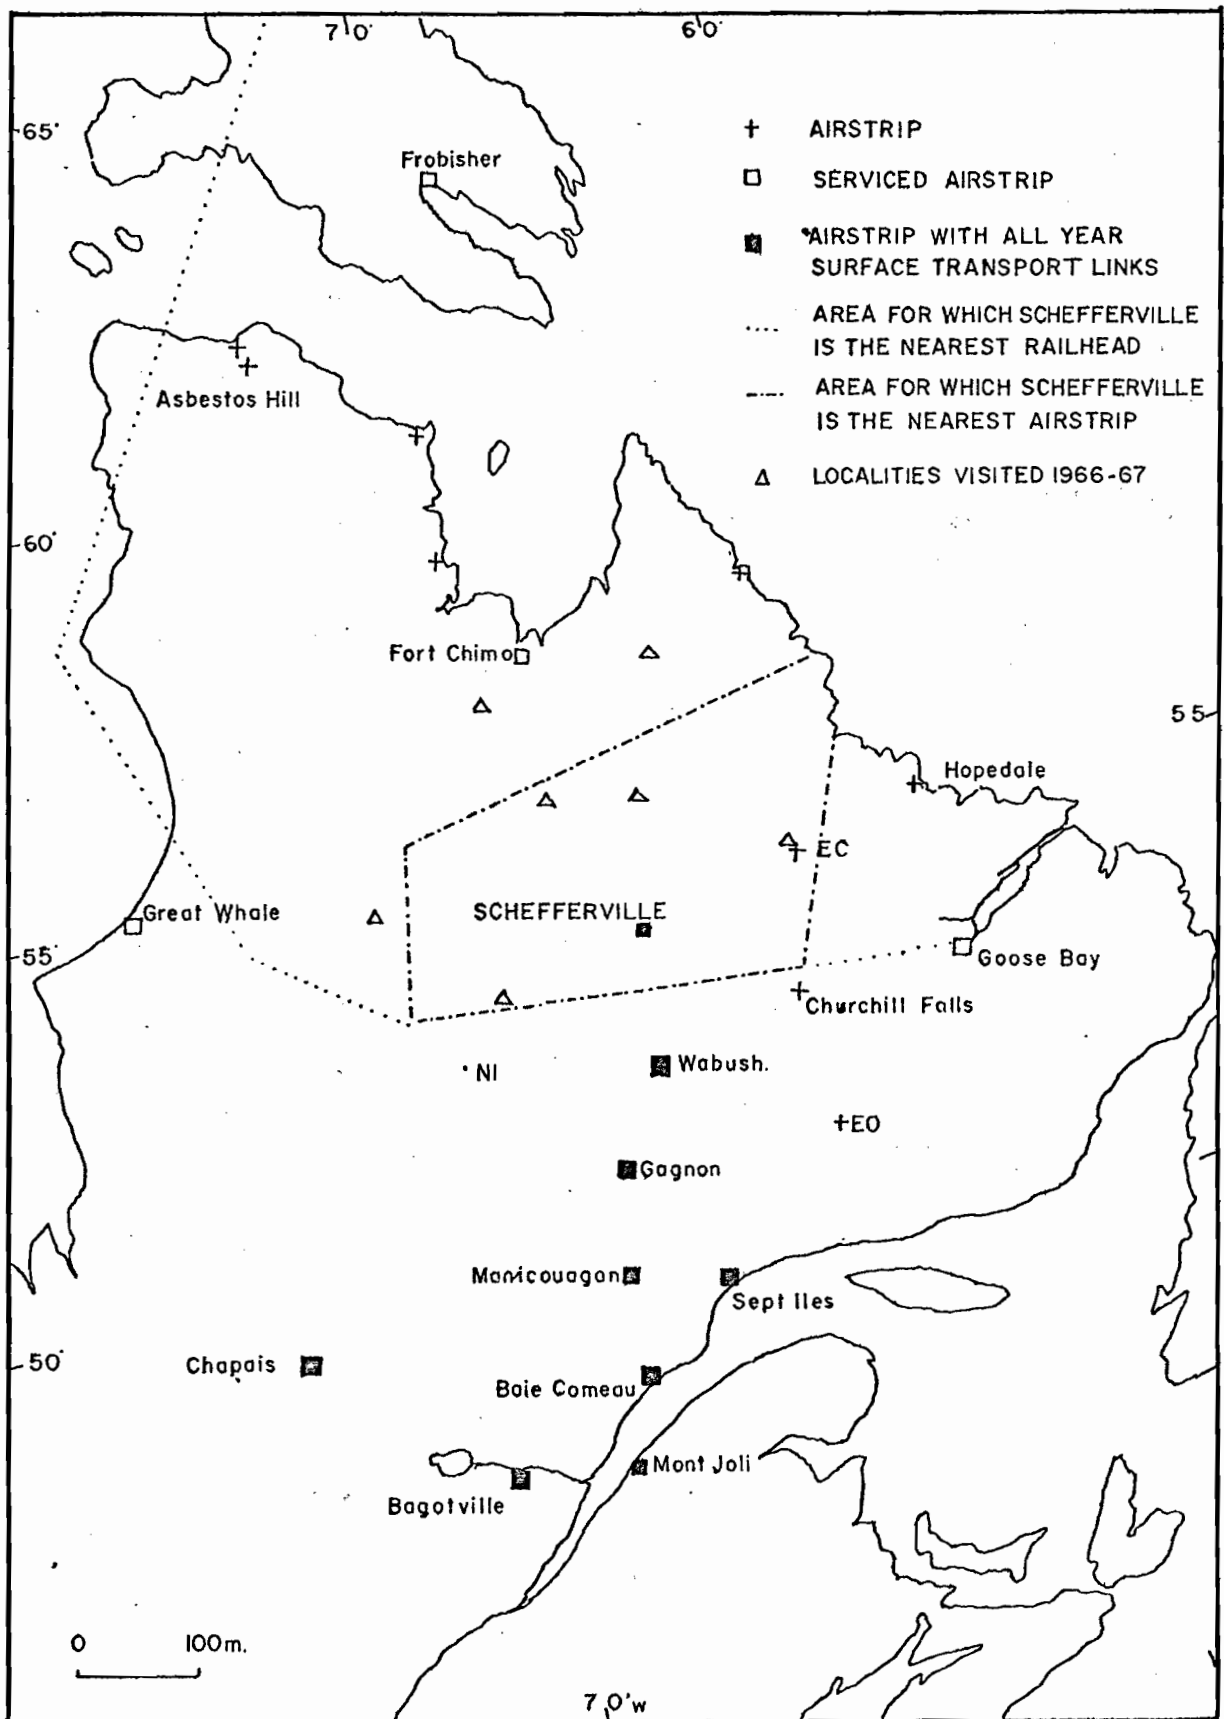 70° 60°
65°
Frobisher
+ AIRSTRIP
SERVICED AIRSTRIP
AIRSTRIP WITH ALL YEAR
SURFACE TRANSPORT LINKS
AREA FOR WHICH SCHEFFERVILLE
IS THE NEAREST RAILHEAD
AREA FOR WHICH SCHEFFERVILLE
IS THE NEAREST AIRSTRIP
LOCALITIES VISITED 1966-67
Asbestos Hill
60°
Fort Chimo
55
Hopedale
EC
Great Whale
SCHEFFERVILLE
55°
Goose Bay
Churchill Falls
NI
Wabush.
EO
Gagnon
Manicouagan
Sept Iles
50°
Chapais
Baie Comeau
Mont Joli
Bagotville
0 100m.
70°W